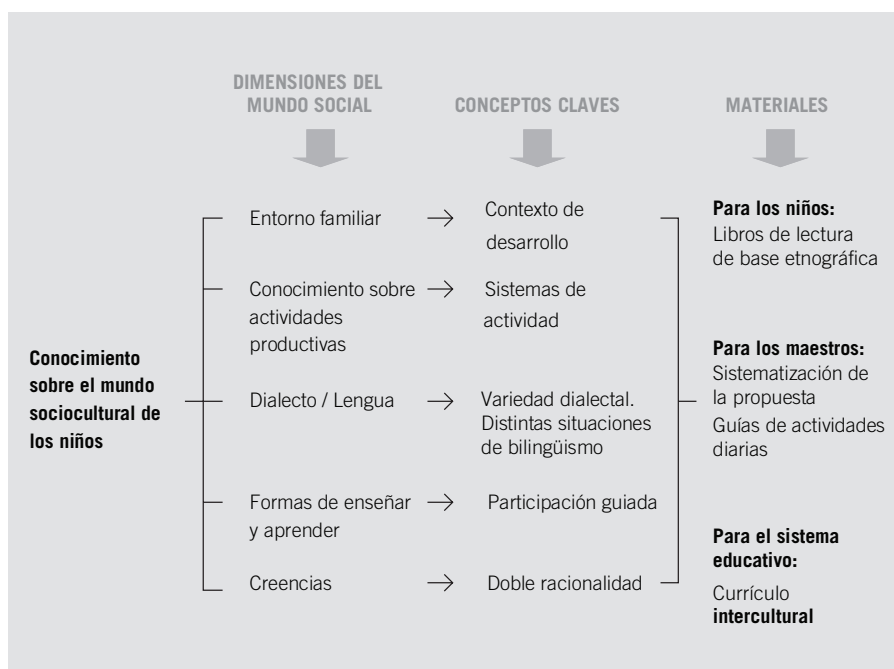 DIMENSIONES DEL
MUNDO SOCIAL
CONCEPTOS CLAVES
MATERIALES
Conocimiento
sobre el mundo
sociocultural de
los niños
Entorno familiar
Contexto de
desarrollo
Conocimiento sobre
actividades
productivas
Sistemas de
actividad
Dialecto / Lengua
Variedad dialectal.
Distintas situaciones
de bilingüismo
Formas de enseñar
y aprender
Participación guiada
Creencias
Doble racionalidad
Para los niños:
Libros de lectura
de base etnográfica
Para los maestros:
Sistematización de
la propuesta
Guías de actividades
diarias
Para el sistema
educativo:
Currículo
intercultural